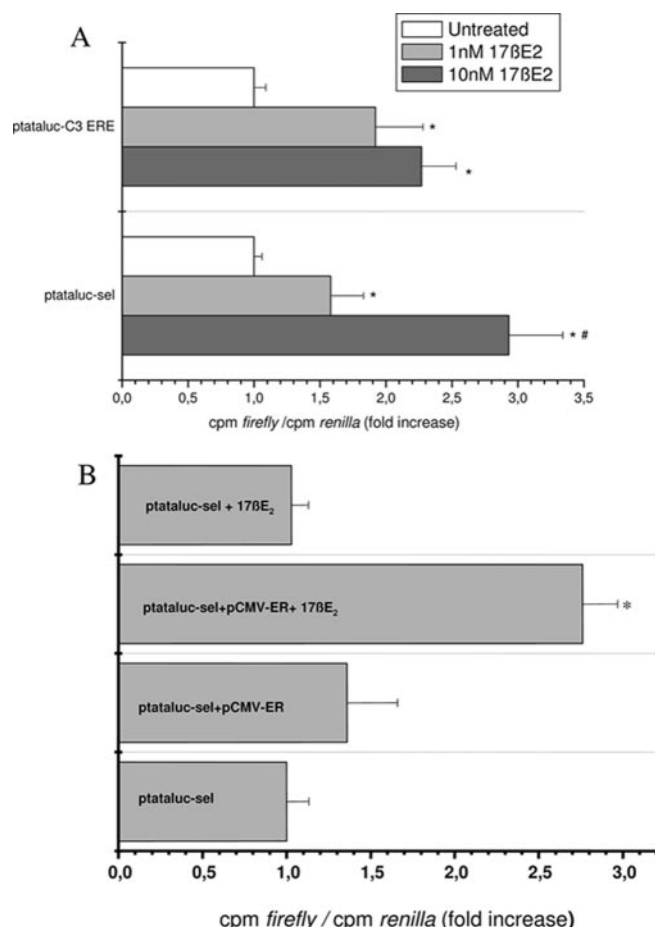 A
Untreated
1nM 17ßE2
10nM 17ßE2
ptataluc-C3 ERE
*
*
ptataluc-sel
*
* #
0,0 0,5 1,0 1,5 2,0 2,5 3,0 3,5
cpm firefly /cpm renilla (fold increase)
B
ptataluc-sel + 17ßE₂
ptataluc-sel+pCMV-ER+ 17ßE₂
*
ptataluc-sel+pCMV-ER
ptataluc-sel
0,0 0,5 1,0 1,5 2,0 2,5 3,0
cpm firefly / cpm renilla (fold increase)